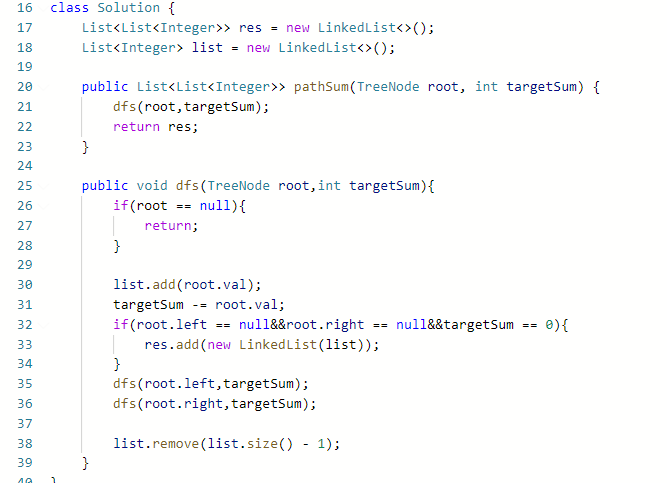 16 class Solution {
17     List<List<Integer>> res = new LinkedList<>();
18     List<Integer> list = new LinkedList<>();
19
20     public List<List<Integer>> pathSum(TreeNode root, int targetSum) {
21         dfs(root,targetSum);
22         return res;
23     }
24
25     public void dfs(TreeNode root,int targetSum){
26         if(root == null){
27             return;
28         }
29
30         list.add(root.val);
31         targetSum -= root.val;
32         if(root.left == null&&root.right == null&&targetSum == 0){
33             res.add(new LinkedList(list));
34         }
35         dfs(root.left,targetSum);
36         dfs(root.right,targetSum);
37
38         list.remove(list.size() - 1);
39     }
40 }